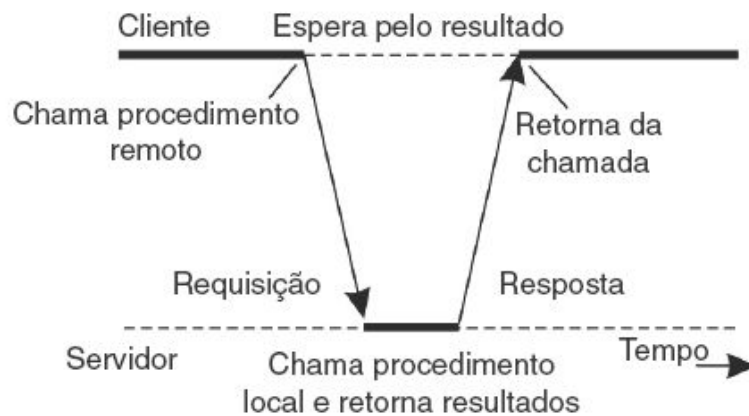 Cliente
Espera pelo resultado
Chama procedimento
remoto
Retorna da
chamada
Requisição
Resposta
Servidor
Chama procedimento
local e retorna resultados
Tempo